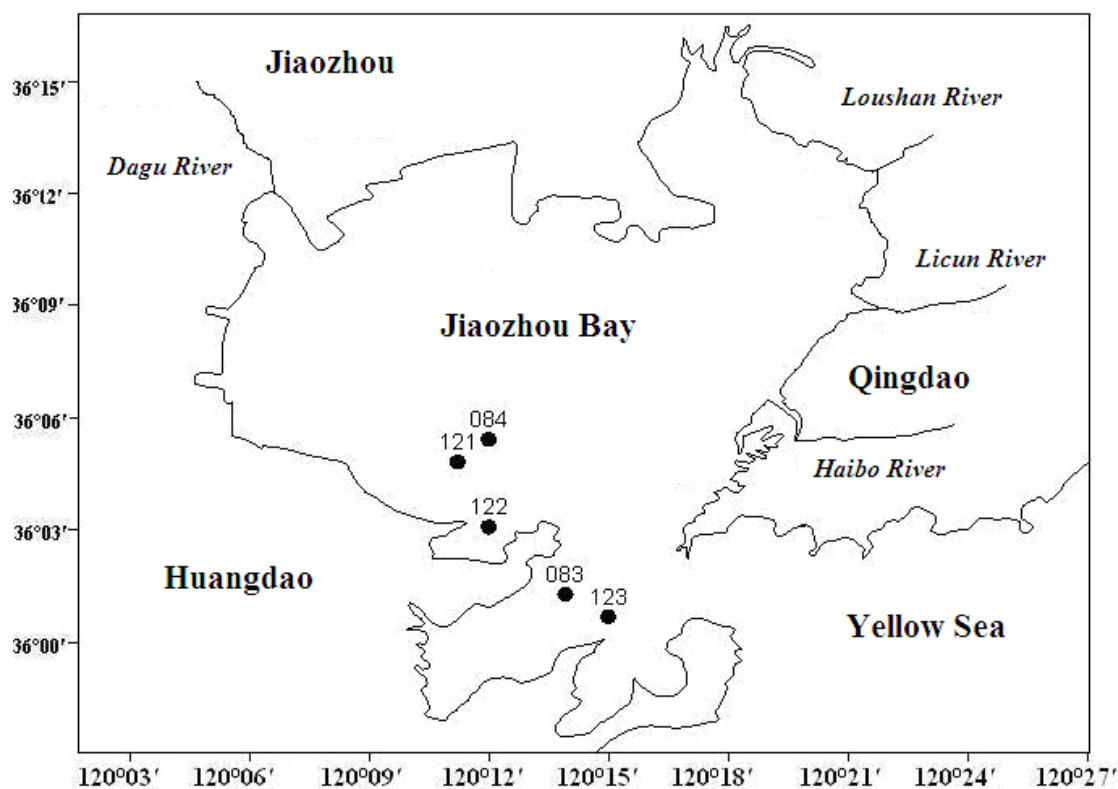 Jiaozhou
36°15′
Loushan River
Dagu River
36°12′
Licun River
36°09′
Jiaozhou Bay
Qingdao
36°06′
084
121
Haibo River
122
36°03′
Huangdao
083
123
Yellow Sea
36°00′
120°03′ 120°06′ 120°09′ 120°12′ 120°15′ 120°18′ 120°21′ 120°24′ 120°27′